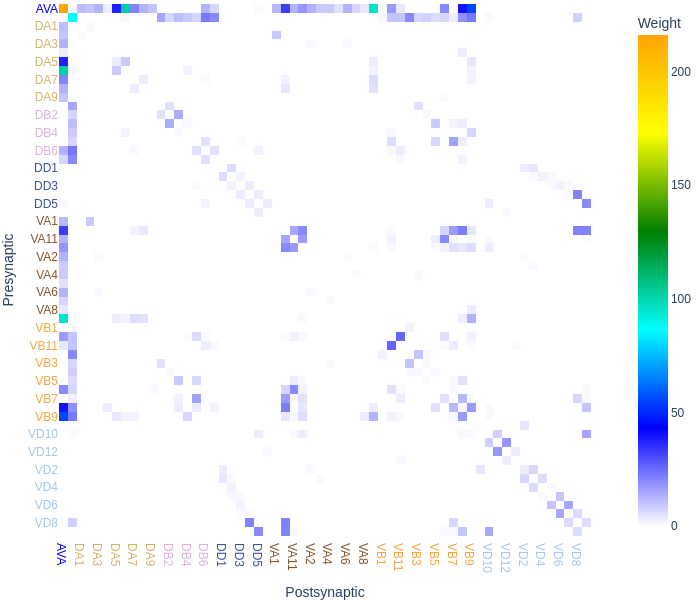 Weight
AVA
DA1
DA3
DA5
DA7
DA9
DB2
DB4
DB6
DD1
DD3
DD5
VA1
VA11
VA2
VA4
VA6
VA8
VB1
VB11
VB3
VB5
VB7
VB9
VD10
VD12
VD2
VD4
VD6
VD8
Presynaptic
200
150
100
50
0
AVA
DA1
DA3
DA5
DA7
DA9
DB2
DB4
DB6
DD1
DD3
DD5
VA1
VA11
VA2
VA4
VA6
VA8
VB1
VB11
VB3
VB5
VB7
VB9
VD10
VD12
VD2
VD4
VD6
VD8
Postsynaptic